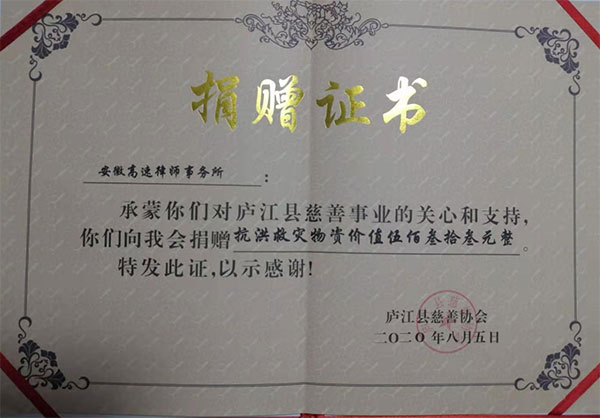 捐赠证书
安徽高速律师事务所：
承蒙你们对庐江县慈善事业的关心和支持，
你们向我会捐赠抗洪救灾物资价值伍佰叁拾叁元整。
特发此证，以示感谢！
庐江县慈善协会
二〇二〇年八月五日